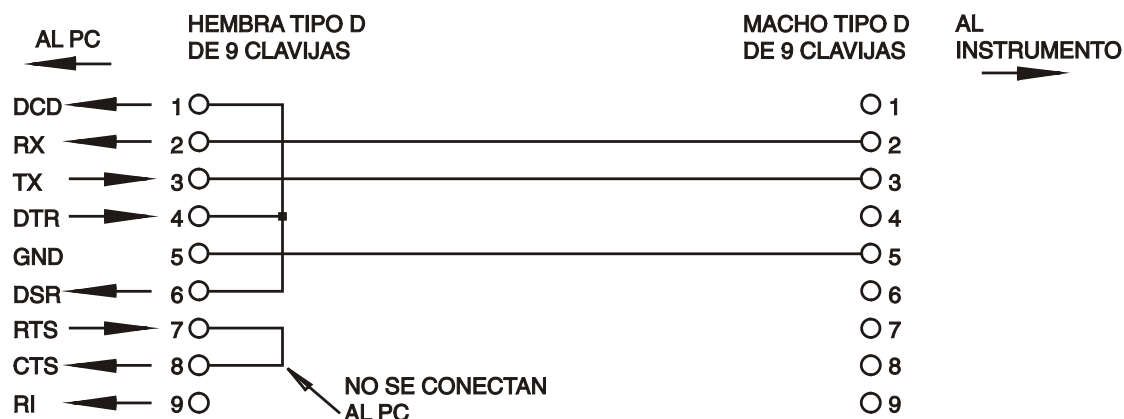 AL PC
HEMBRA TIPO D
DE 9 CLAVIJAS
MACHO TIPO D
DE 9 CLAVIJAS
AL
INSTRUMENTO
DCD 1 1
RX 2 2
TX 3 3
DTR 4 4
GND 5 5
DSR 6 6
RTS 7 7
CTS 8 8
RI 9 9
NO SE CONECTAN
AL PC